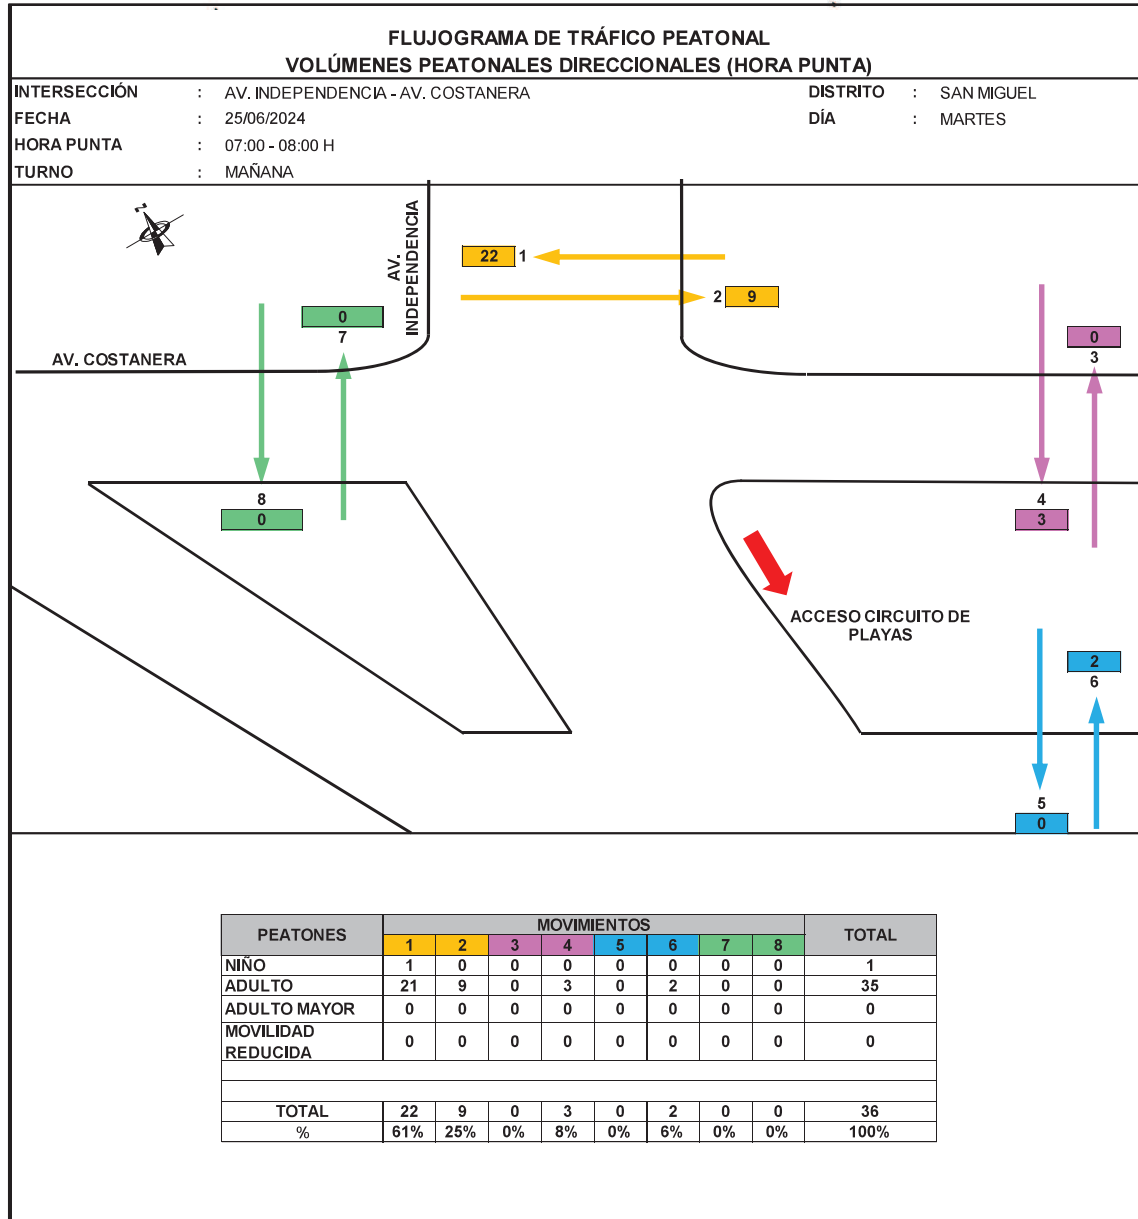 FLUJOGRAMA DE TRÁFICO PEATONAL
VOLÚMENES PEATONALES DIRECCIONALES (HORA PUNTA)
INTERSECCIÓN : AV. INDEPENDENCIA - AV. COSTANERA DISTRITO : SAN MIGUEL
FECHA : 25/06/2024 DÍA : MARTES
HORA PUNTA : 07:00 - 08:00 H
TURNO : MAÑANA
AV. INDEPENDENCIA
22 1
2 9
0
7
0
3
AV. COSTANERA
8
0
4
3
ACCESO CIRCUITO DE
PLAYAS
2
6
5
0
PEATONES MOVIMIENTOS TOTAL
1 2 3 4 5 6 7 8
NIÑO 1 0 0 0 0 0 0 0 1
ADULTO 21 9 0 3 0 2 0 0 35
ADULTO MAYOR 0 0 0 0 0 0 0 0 0
MOVILIDAD
REDUCIDA 0 0 0 0 0 0 0 0 0
TOTAL 22 9 0 3 0 2 0 0 36
% 61% 25% 0% 8% 0% 6% 0% 0% 100%